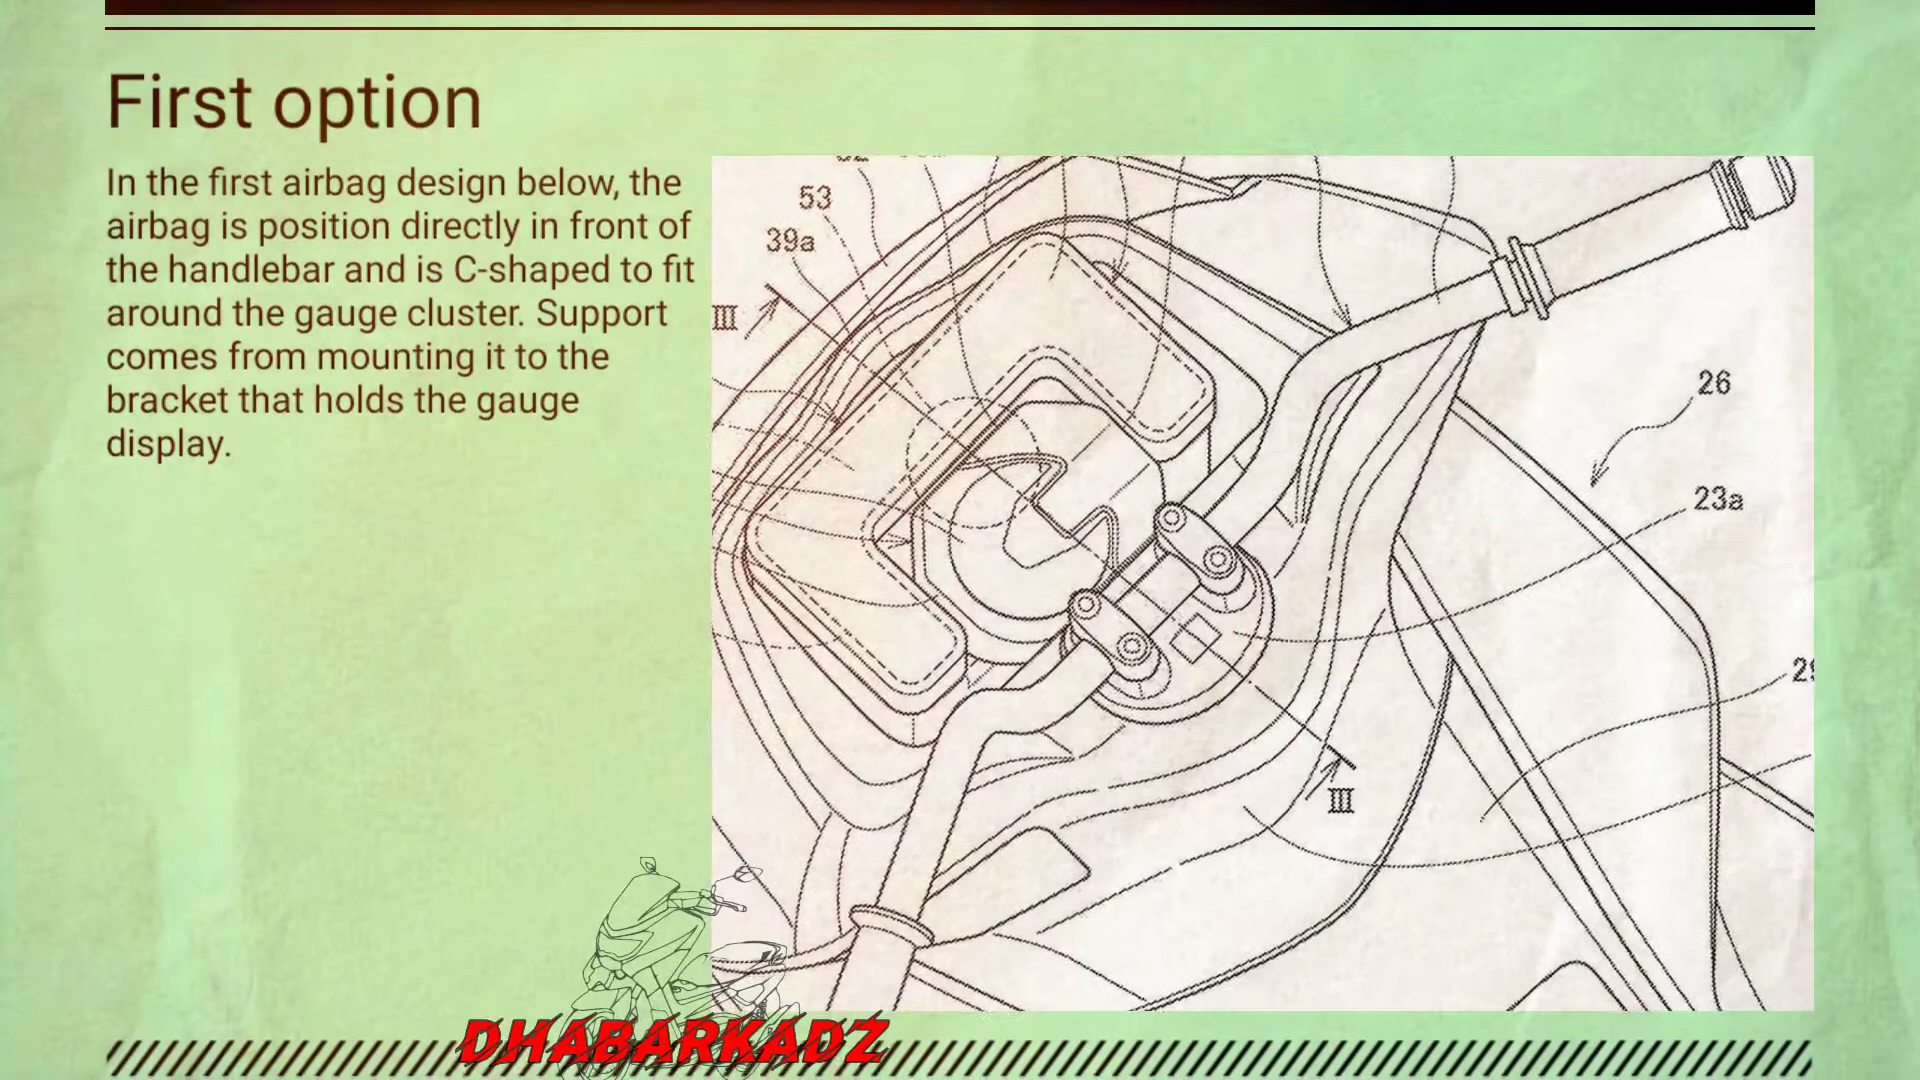 First option
In the first airbag design below, the
airbag is position directly in front of
the handlebar and is C-shaped to fit
around the gauge cluster. Support
comes from mounting it to the
bracket that holds the gauge
display.
53
39a
III
26
23a
III
DHABARKADZ